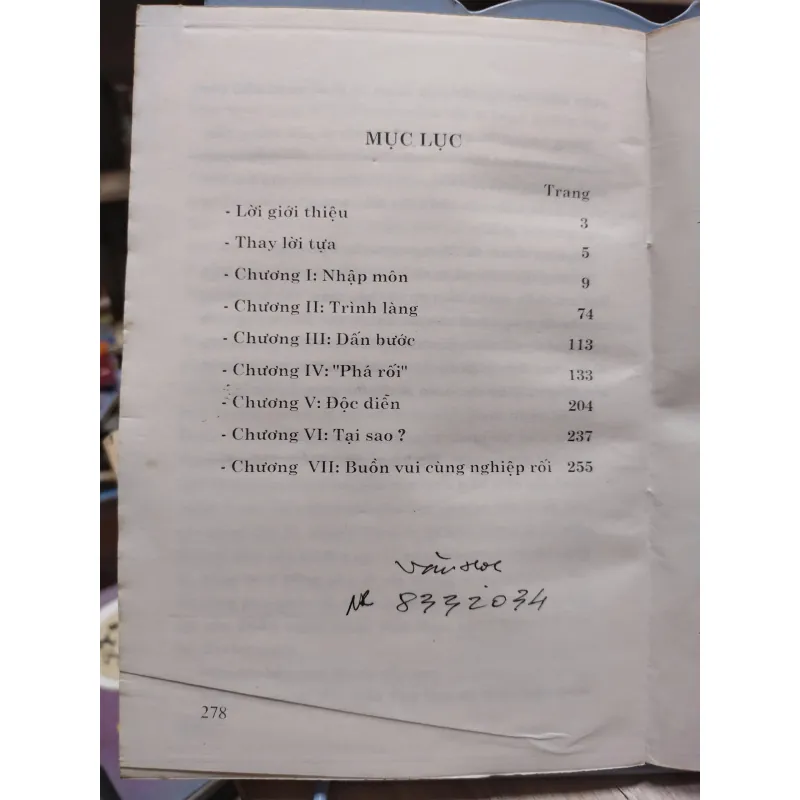 MỤC LỤC
Trang
- Lời giới thiệu 3
- Thay lời tựa 5
- Chương I: Nhập môn 9
- Chương II: Trình làng 74
- Chương III: Dấn bước 113
- Chương IV: "Phá rối" 133
- Chương V: Độc diễn 204
- Chương VI: Tại sao ? 237
- Chương VII: Buồn vui cùng nghiệp rối 255
NR 8332034
278